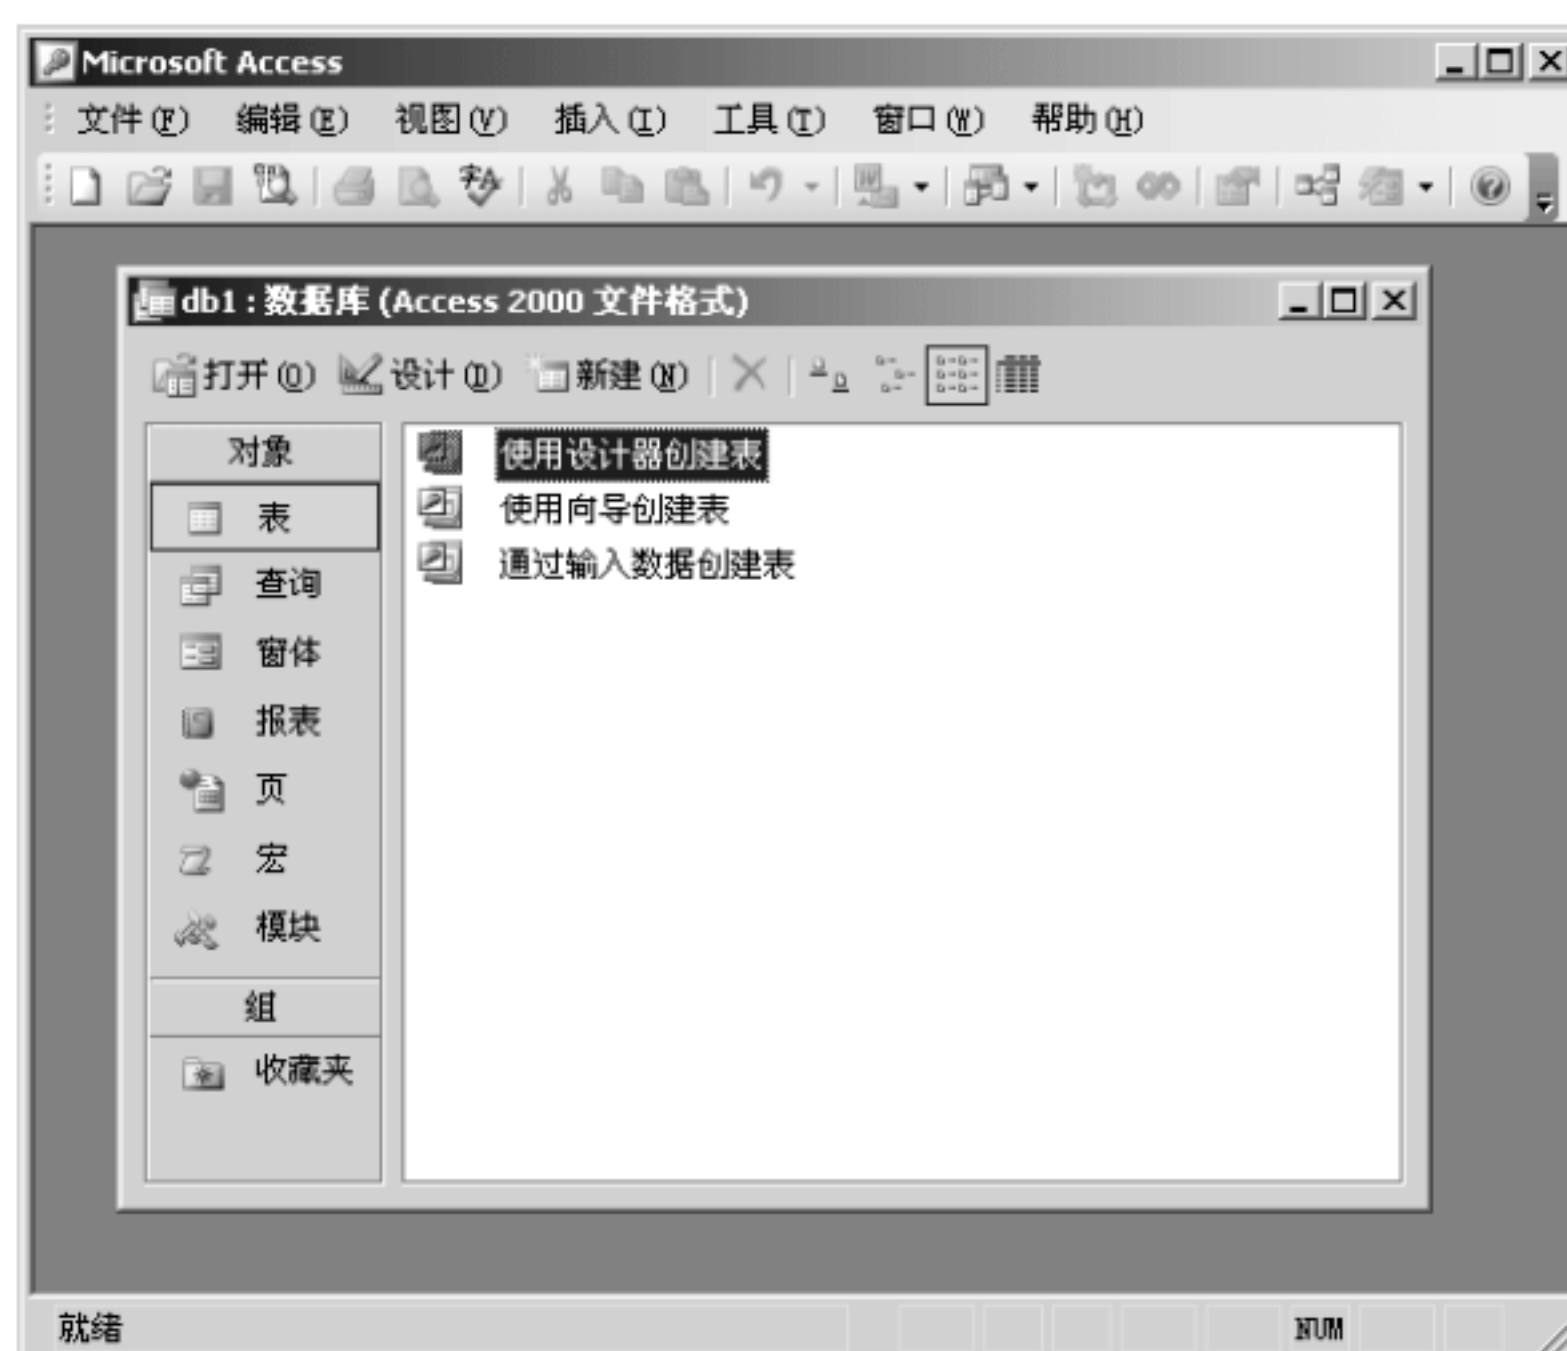 Microsoft Access
文件(F) 编辑(E) 视图(V) 插入(I) 工具(T) 窗口(W) 帮助(H)
db1 : 数据库 (Access 2000 文件格式)
打开(O) 设计(D) 新建(N)
对象
表
查询
窗体
报表
页
宏
模块
组
收藏夹
使用设计器创建表
使用向导创建表
通过输入数据创建表
就绪 NUM